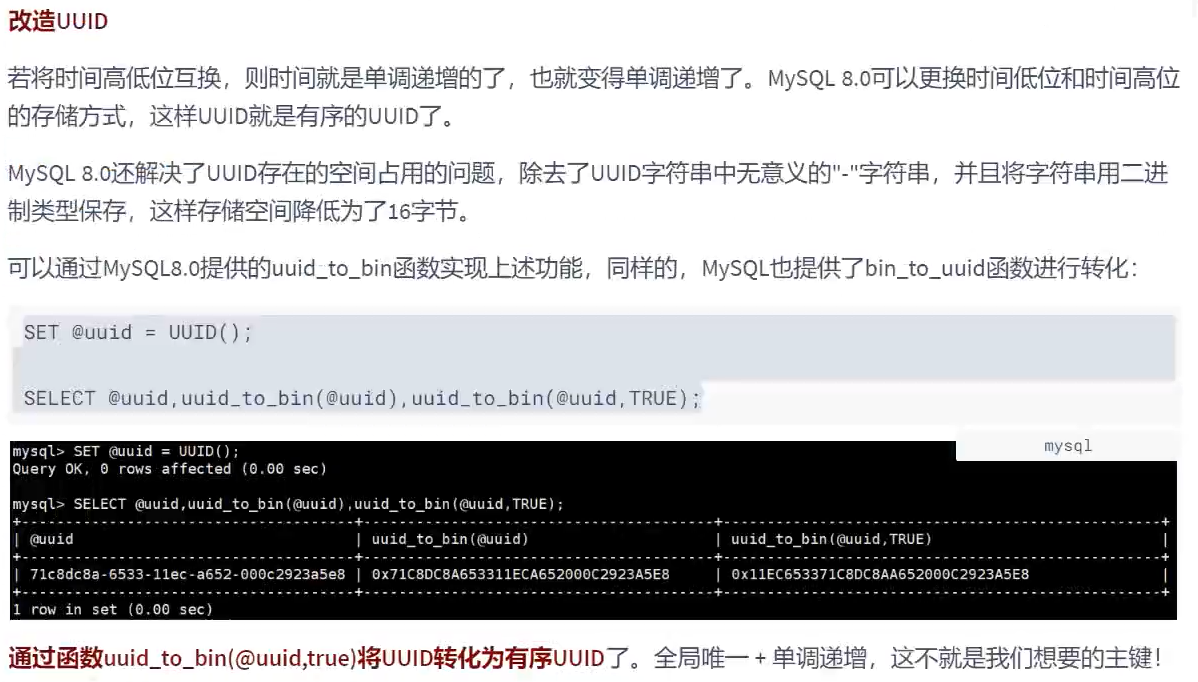 改造UUID
若将时间高低位互换，则时间就是单调递增的了，也就变得单调递增了。MySQL 8.0可以更换时间低位和时间高位
的存储方式，这样UUID就是有序的UUID了。
MySQL 8.0还解决了UUID存在的空间占用的问题，除去了UUID字符串中无意义的"-"字符串，并且将字符串用二进
制类型保存，这样存储空间降低为了16字节。
可以通过MySQL8.0提供的uuid_to_bin函数实现上述功能，同样的，MySQL也提供了bin_to_uuid函数进行转化：
SET @uuid = UUID();
SELECT @uuid,uuid_to_bin(@uuid),uuid_to_bin(@uuid,TRUE);
mysql
mysql> SET @uuid = UUID();
Query OK, 0 rows affected (0.00 sec)
mysql> SELECT @uuid,uuid_to_bin(@uuid),uuid_to_bin(@uuid,TRUE);
| @uuid | uuid_to_bin(@uuid) | uuid_to_bin(@uuid,TRUE) |
| 71c8dc8a-6533-11ec-a652-000c2923a5e8 | 0x71C8DC8A653311ECA652000C2923A5E8 | 0x11EC653371C8DC8AA652000C2923A5E8 |
1 row in set (0.00 sec)
通过函数uuid_to_bin(@uuid,true)将UUID转化为有序UUID了。全局唯一 + 单调递增，这不就是我们想要的主键！